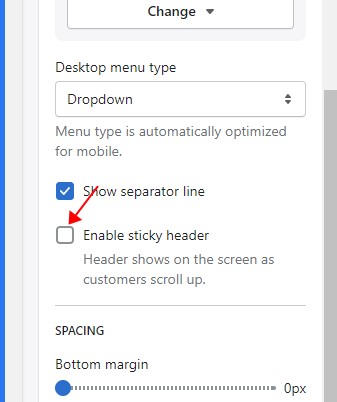 Change
Desktop menu type
Dropdown
Menu type is automatically optimized
for mobile.
Show separator line
Enable sticky header
Header shows on the screen as
customers scroll up.
SPACING
Bottom margin
0px